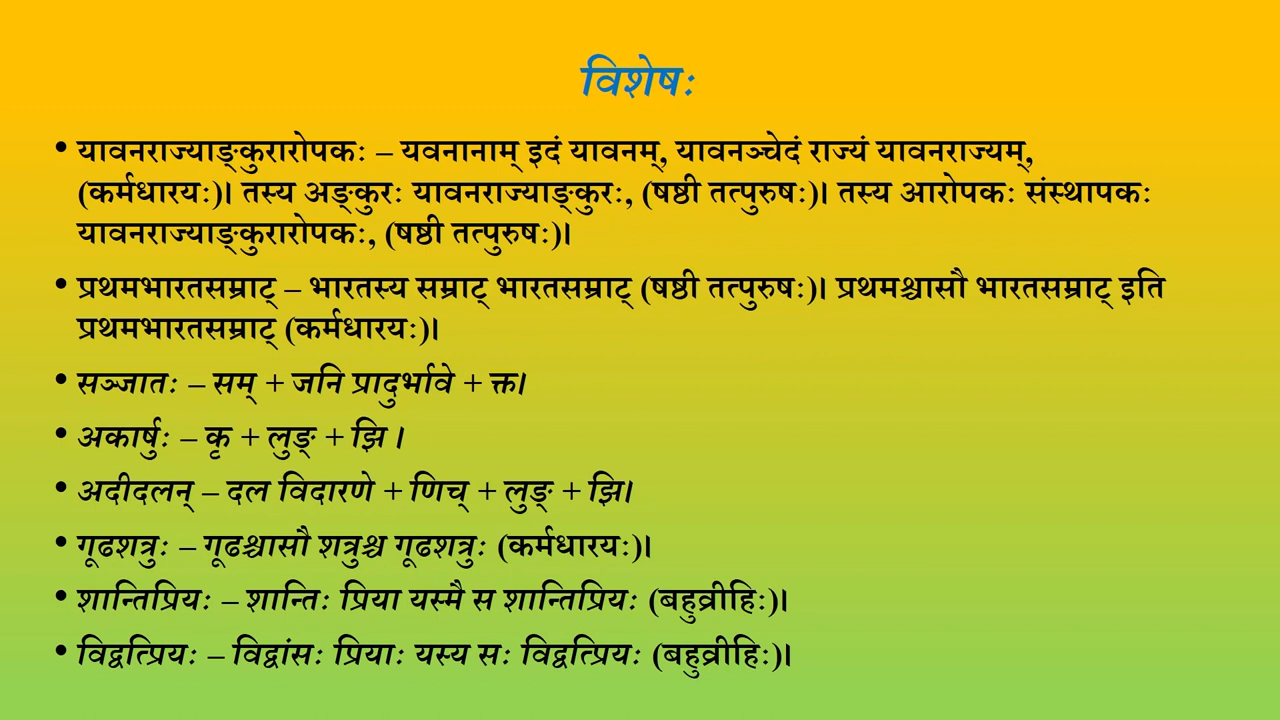 विशेषः
• यावनराज्याङ्कुरारोपकः – यवनानाम् इदं यावनम्, यावनञ्चेदं राज्यं यावनराज्यम्,
(कर्मधारयः)। तस्य अङ्कुरः यावनराज्याङ्कुरः, (षष्ठी तत्पुरुषः)। तस्य आरोपकः संस्थापकः
यावनराज्याङ्कुरारोपकः, (षष्ठी तत्पुरुषः)।
• प्रथमभारतसम्राट् – भारतस्य सम्राट् भारतसम्राट् (षष्ठी तत्पुरुषः)। प्रथमश्चासौ भारतसम्राट् इति
प्रथमभारतसम्राट् (कर्मधारयः)।
• सञ्जातः – सम् + जनि प्रादुर्भावे + क्त।
• अकार्षुः – कृ + लुङ् + झि ।
• अदीदलन् – दल विदारणे + णिच् + लुङ् + झि।
• गूढशत्रुः – गूढश्चासौ शत्रुश्च गूढशत्रुः (कर्मधारयः)।
• शान्तिप्रियः – शान्तिः प्रिया यस्मै स शान्तिप्रियः (बहुव्रीहिः)।
• विद्वत्प्रियः – विद्वांसः प्रियाः यस्य सः विद्वत्प्रियः (बहुव्रीहिः)।